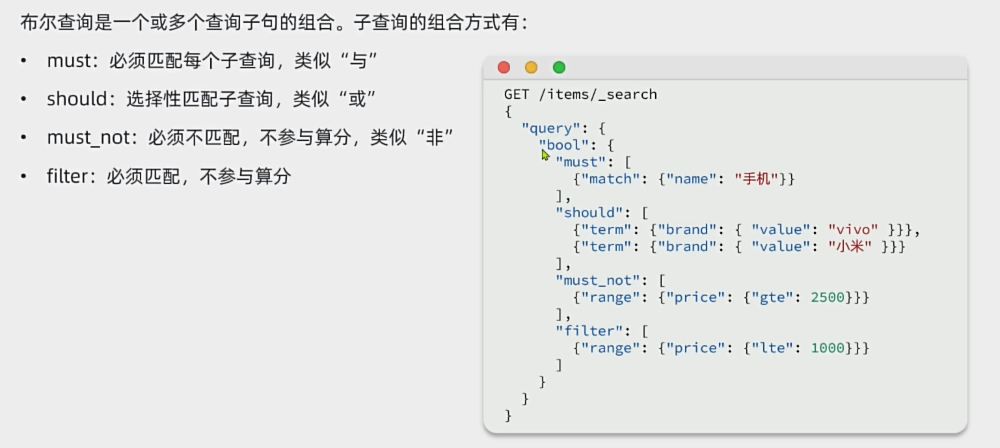 布尔查询是一个或多个查询子句的组合。子查询的组合方式有：
• must：必须匹配每个子查询，类似“与”
• should：选择性匹配子查询，类似“或”
• must_not：必须不匹配，不参与算分，类似“非”
• filter：必须匹配，不参与算分
GET /items/_search
{
  "query": {
    "bool": {
      "must": [
        {"match": {"name": "手机"}}
      ],
      "should": [
        {"term": {"brand": { "value": "vivo" }}},
        {"term": {"brand": { "value": "小米" }}}
      ],
      "must_not": [
        {"range": {"price": {"gte": 2500}}}
      ],
      "filter": [
        {"range": {"price": {"lte": 1000}}}
      ]
    }
  }
}